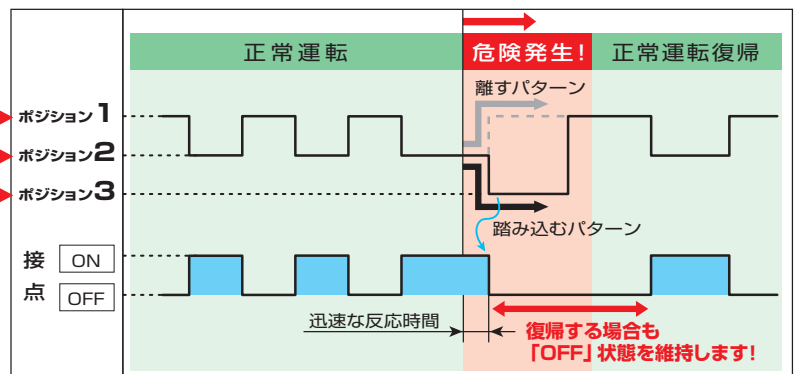 正常運転
危険発生!
正常運転復帰
離すパターン
ポジション1
ポジション2
ポジション3
踏み込むパターン
接点
ON
OFF
迅速な反応時間
復帰する場合も
「OFF」状態を維持します!